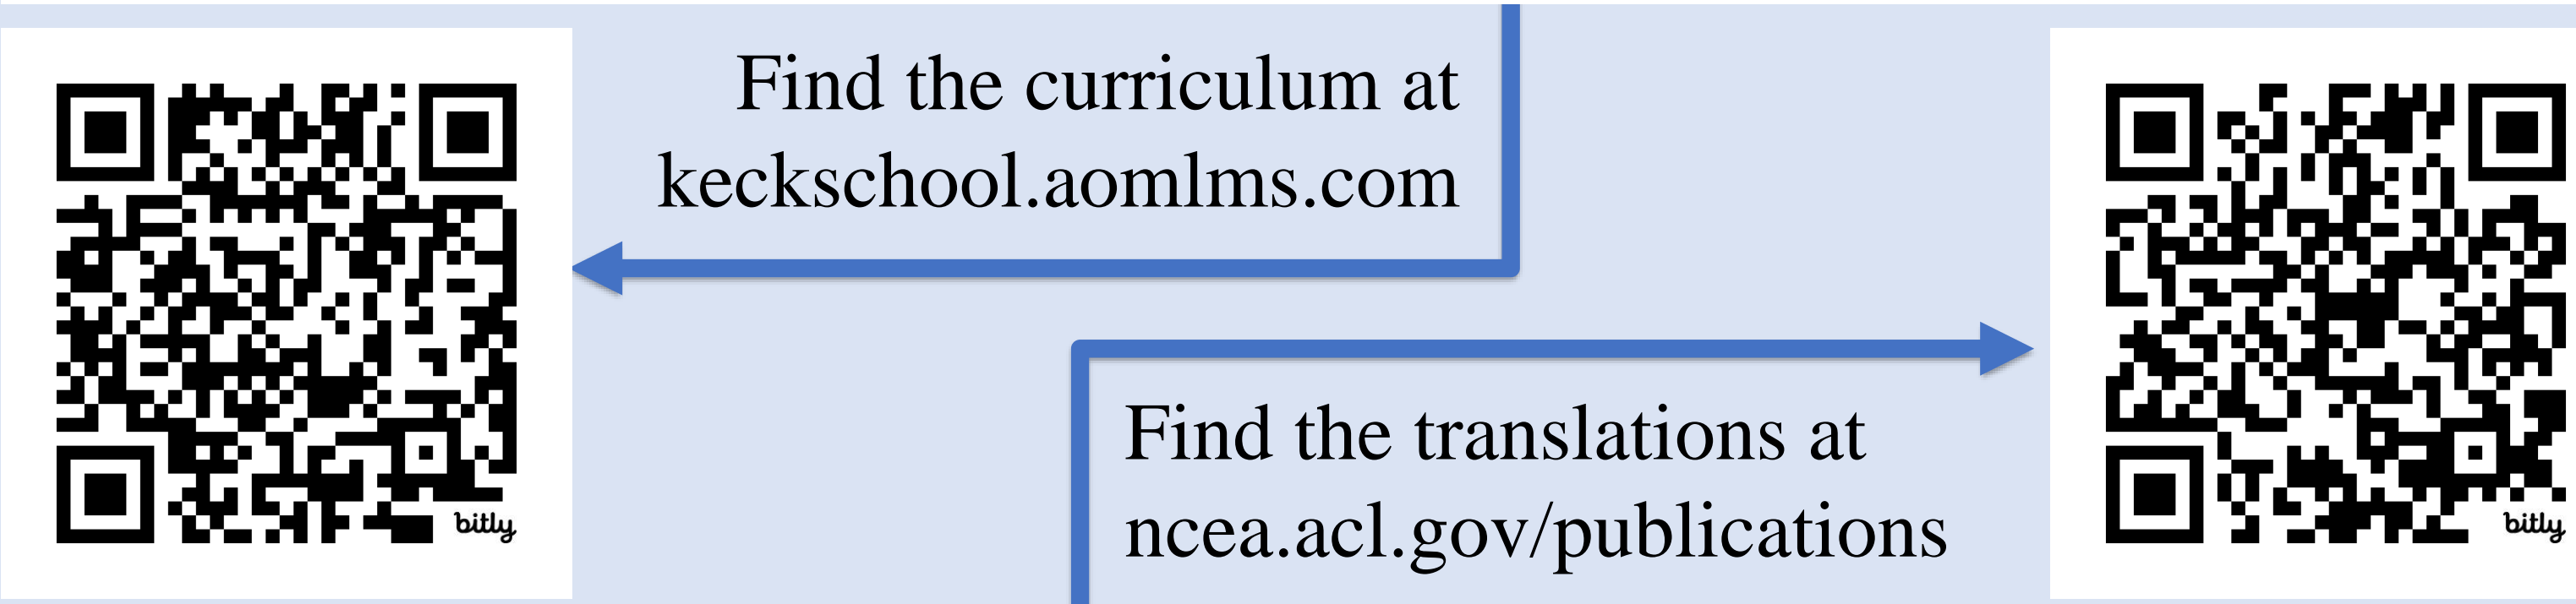 Find the curriculum at
keckschool.aomlms.com
bitly
Find the translations at
ncea.acl.gov/publications
bitly